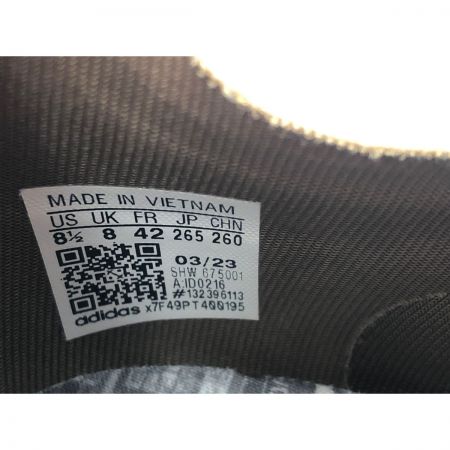 MADE IN VIETNAM
US UK FR JP CHN
8½ 8 42 265 260
03/23
SHW 675001
A:ID0216
#132396113
adidas x7F49PT400195